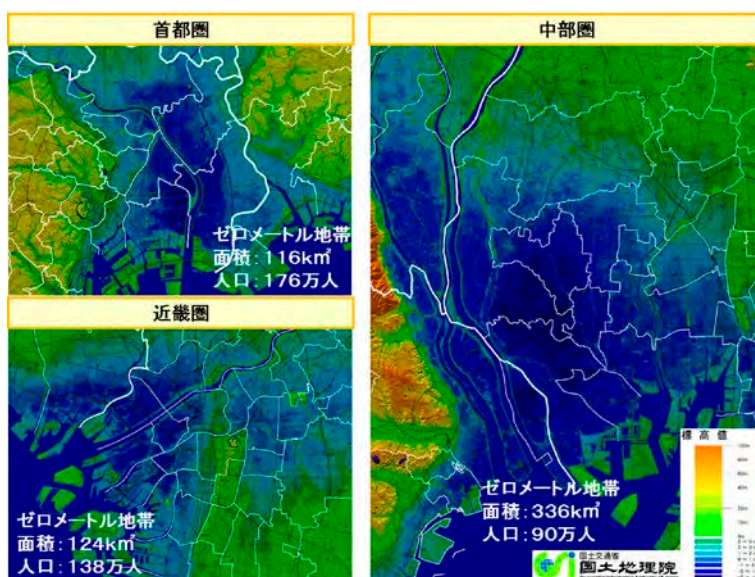 首都圏
ゼロメートル地帯
面積：116k㎡
人口：176万人
近畿圏
ゼロメートル地帯
面積：124k㎡
人口：138万人
中部圏
ゼロメートル地帯
面積：336k㎡
人口：90万人
標高値
国土交通省
国土地理院